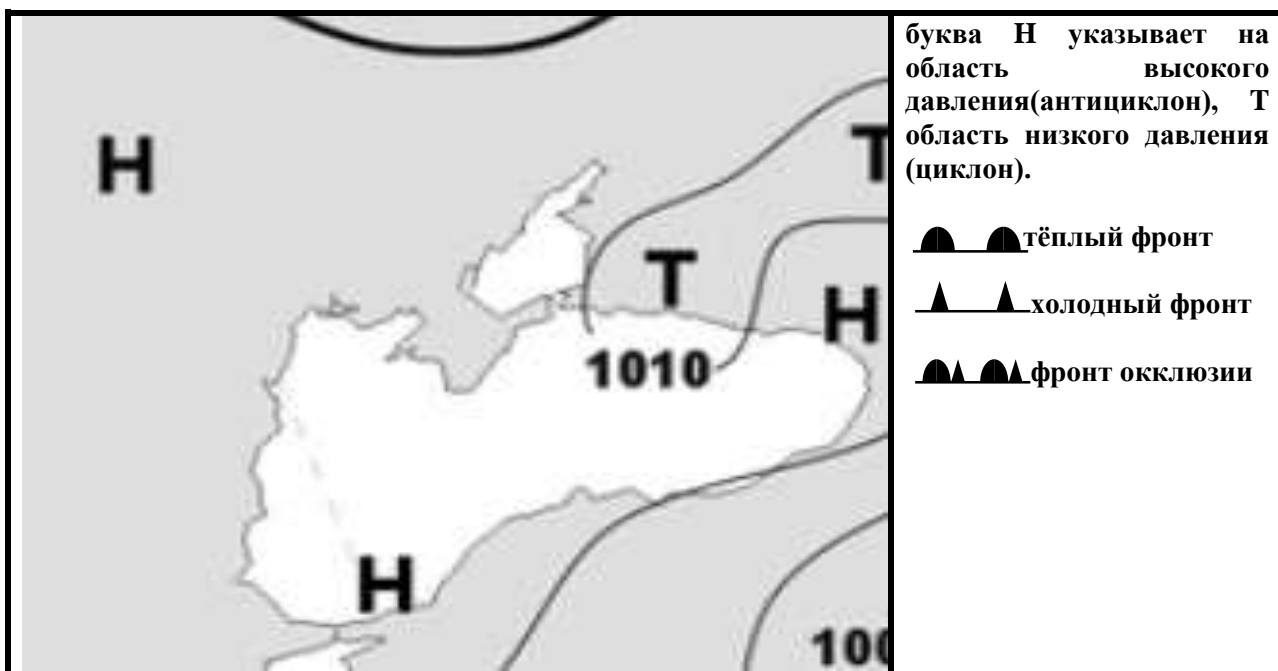 H
T
T
H
1010
H
100
буква Н указывает на
область высокого
давления(антициклон), Т
область низкого давления
(циклон).
тёплый фронт
холодный фронт
фронт окклюзии